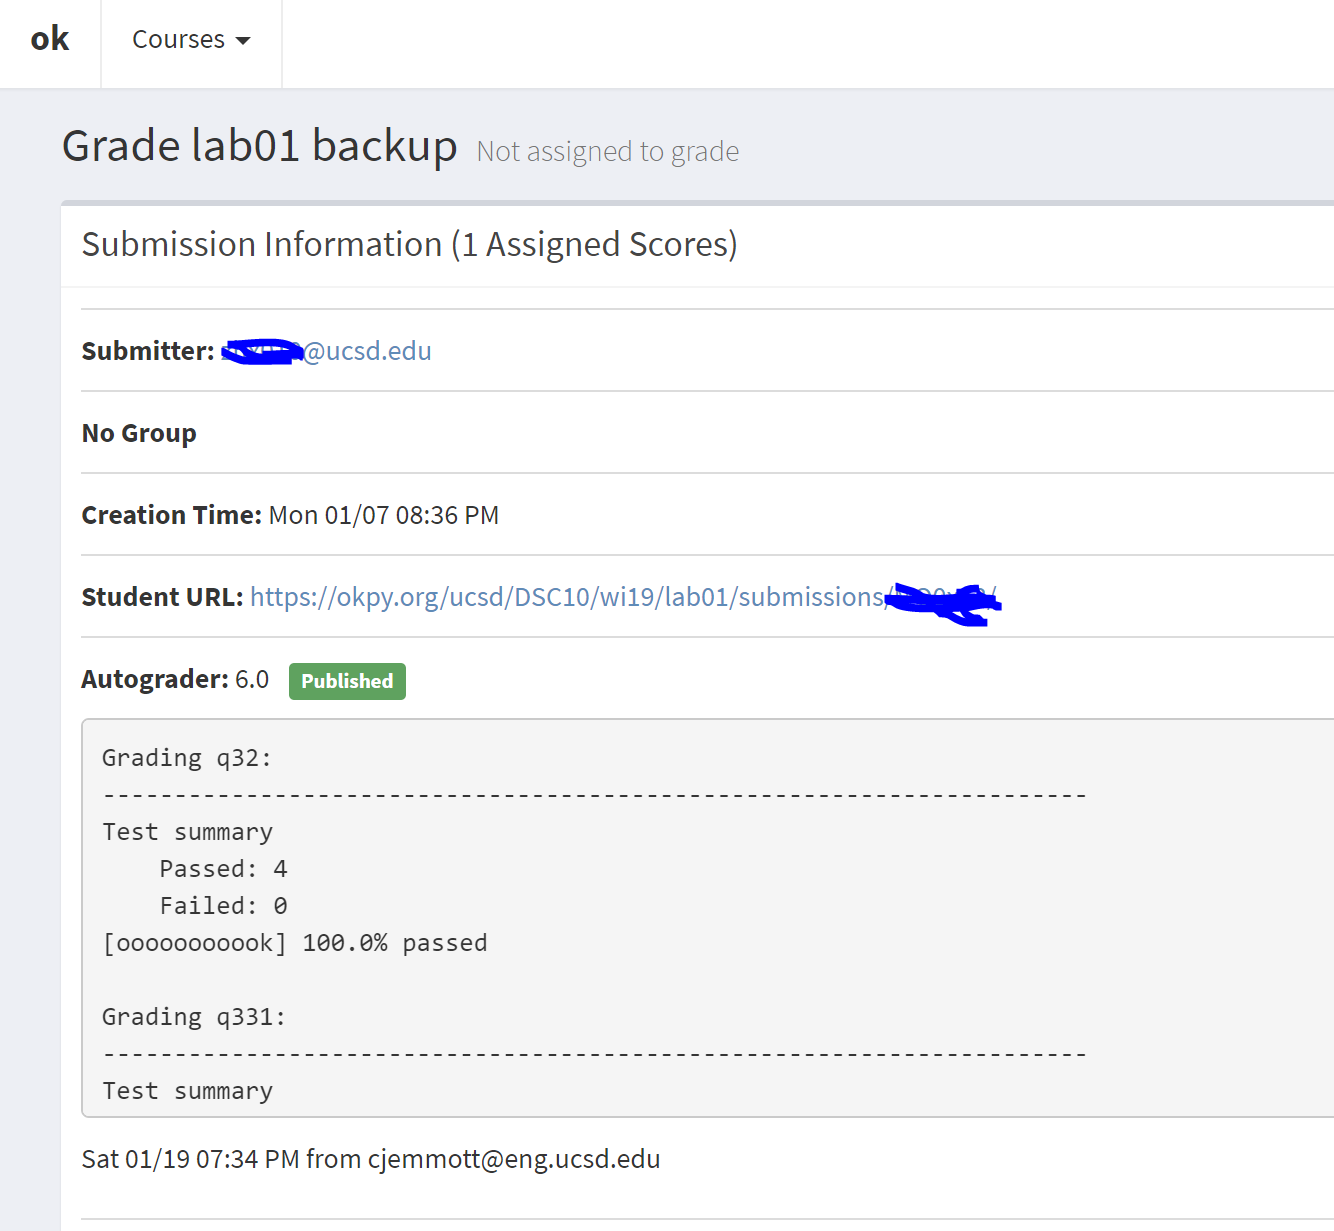 ok Courses
Grade lab01 backup Not assigned to grade
Submission Information (1 Assigned Scores)
Submitter: @ucsd.edu
No Group
Creation Time: Mon 01/07 08:36 PM
Student URL: https://okpy.org/ucsd/DSC10/wi19/lab01/submissions/
Autograder: 6.0 Published
Grading q32:
---------------------------------------------------------------------
Test summary
    Passed: 4
    Failed: 0
[ooooooooook] 100.0% passed
Grading q331:
---------------------------------------------------------------------
Test summary
Sat 01/19 07:34 PM from cjemmott@eng.ucsd.edu